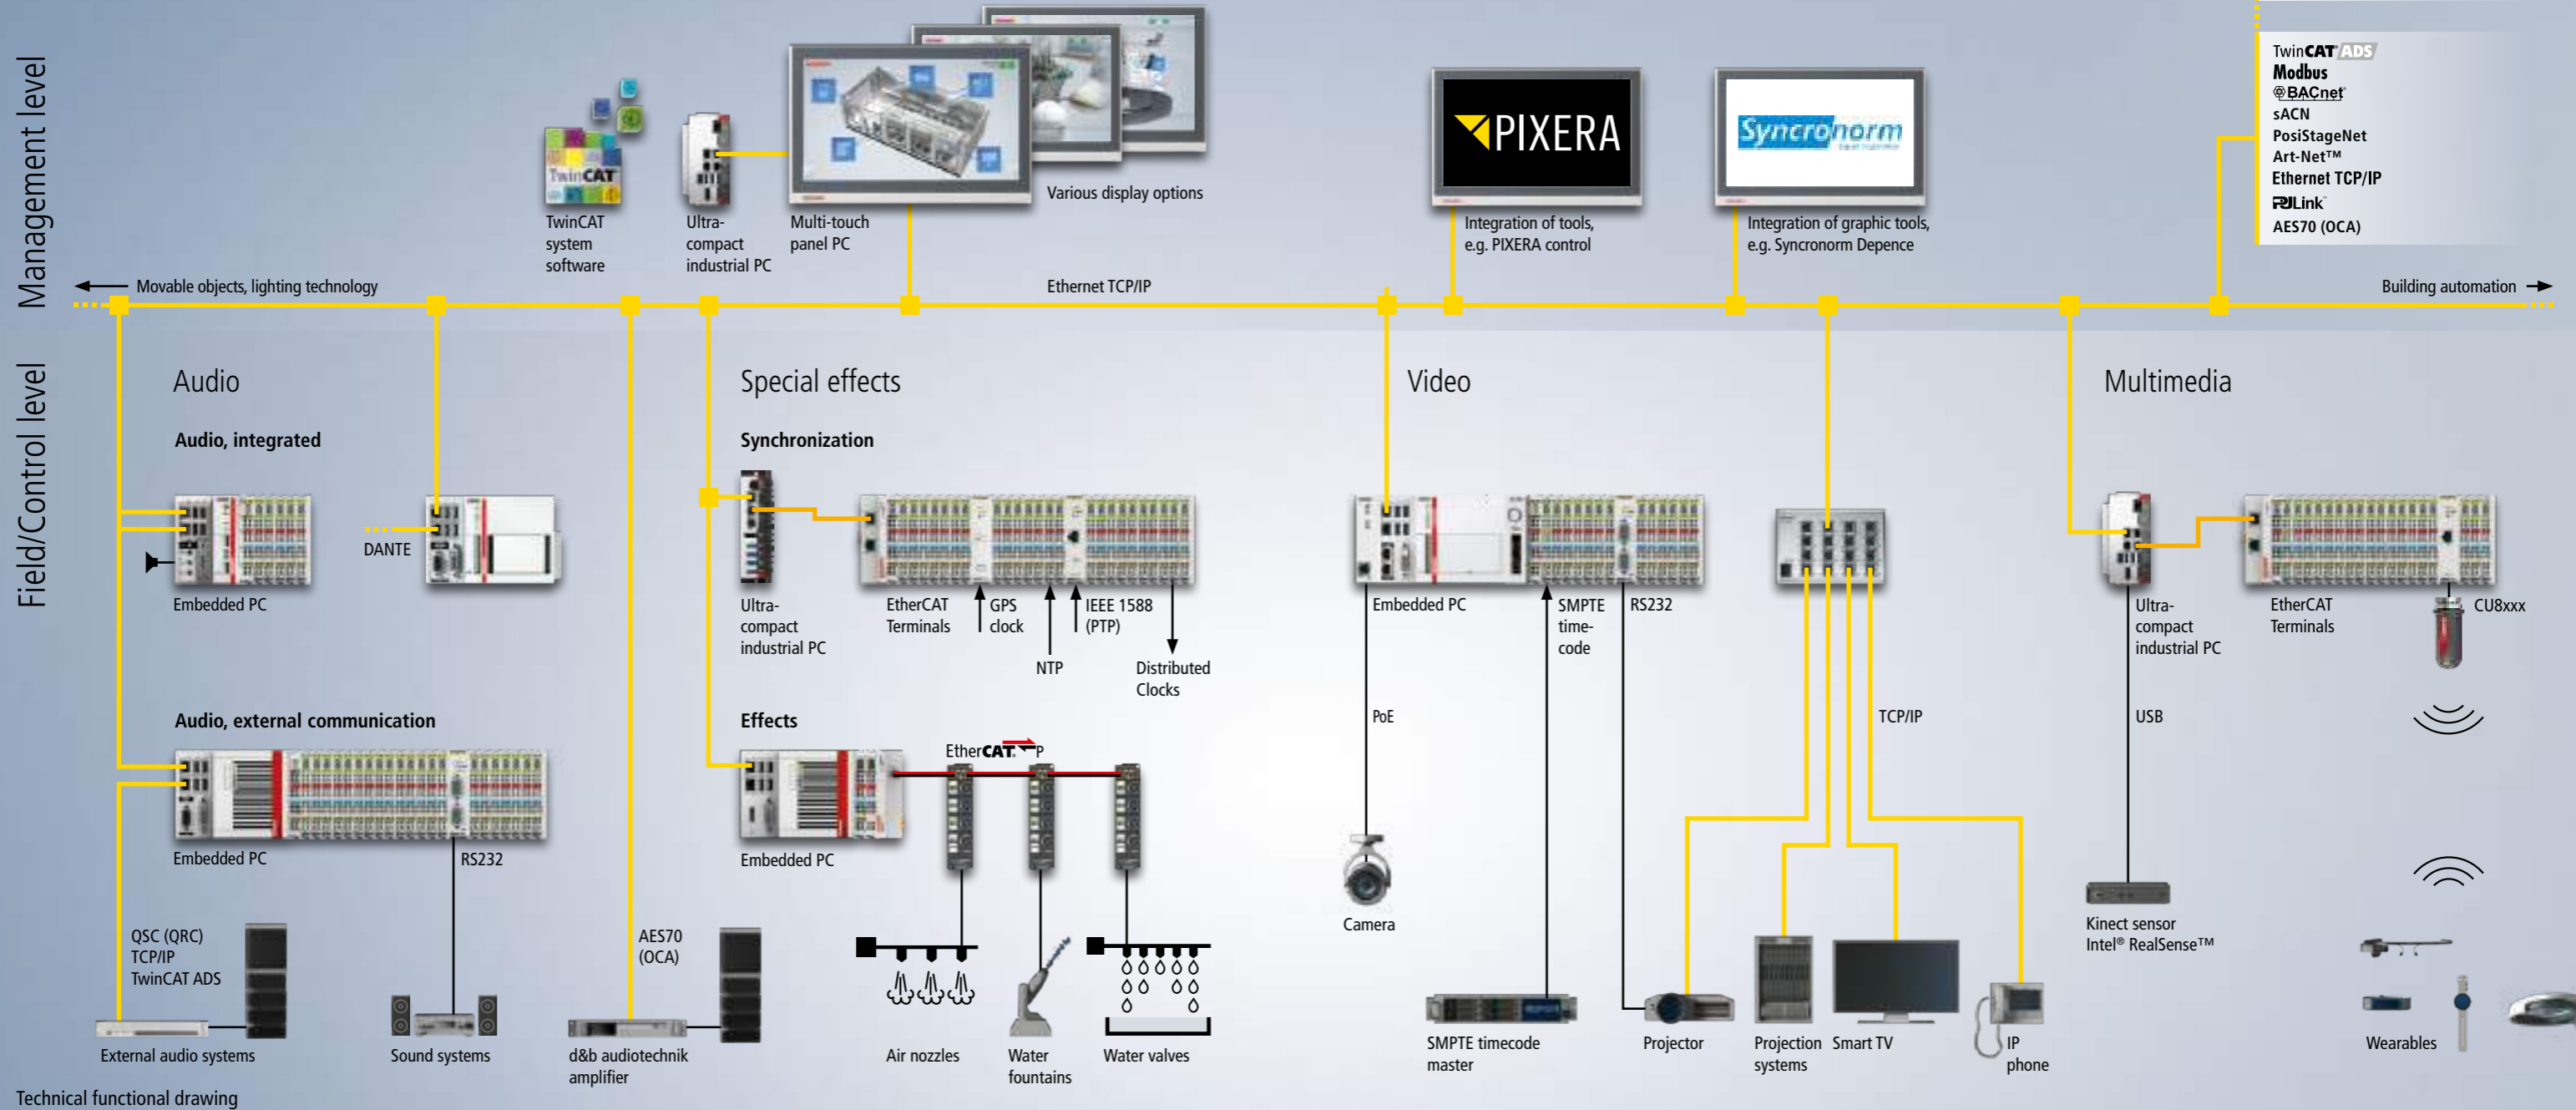 Management level
TwinCAT
TwinCAT
system
software
Ultra-
compact
industrial PC
Multi-touch
panel PC
Various display options
PIXERA
Integration of tools,
e.g. PIXERA control
Syncronorm
Integration of graphic tools,
e.g. Syncronorm Depence
TwinCAT ADS
Modbus
BACnet
sACN
PosiStageNet
Art-Net™
Ethernet TCP/IP
PJLink™
AES70 (OCA)
Movable objects, lighting technology
Ethernet TCP/IP
Building automation
Field/Control level
Audio
Audio, integrated
Embedded PC
DANTE
Audio, external communication
Embedded PC
RS232
QSC (QRC)
TCP/IP
TwinCAT ADS
External audio systems
Sound systems
AES70
(OCA)
d&b audiotechnik
amplifier
Special effects
Synchronization
Ultra-
compact
industrial PC
EtherCAT
Terminals
GPS
clock
NTP
IEEE 1588
(PTP)
Distributed
Clocks
Effects
EtherCAT P
Embedded PC
Air nozzles
Water
fountains
Water valves
Video
Embedded PC
SMPTE
time-
code
RS232
PoE
Camera
TCP/IP
SMPTE timecode
master
Projector
Projection
systems
Smart TV
IP
phone
Multimedia
Ultra-
compact
industrial PC
EtherCAT
Terminals
CU8xxx
USB
Kinect sensor
Intel® RealSense™
Wearables
Technical functional drawing